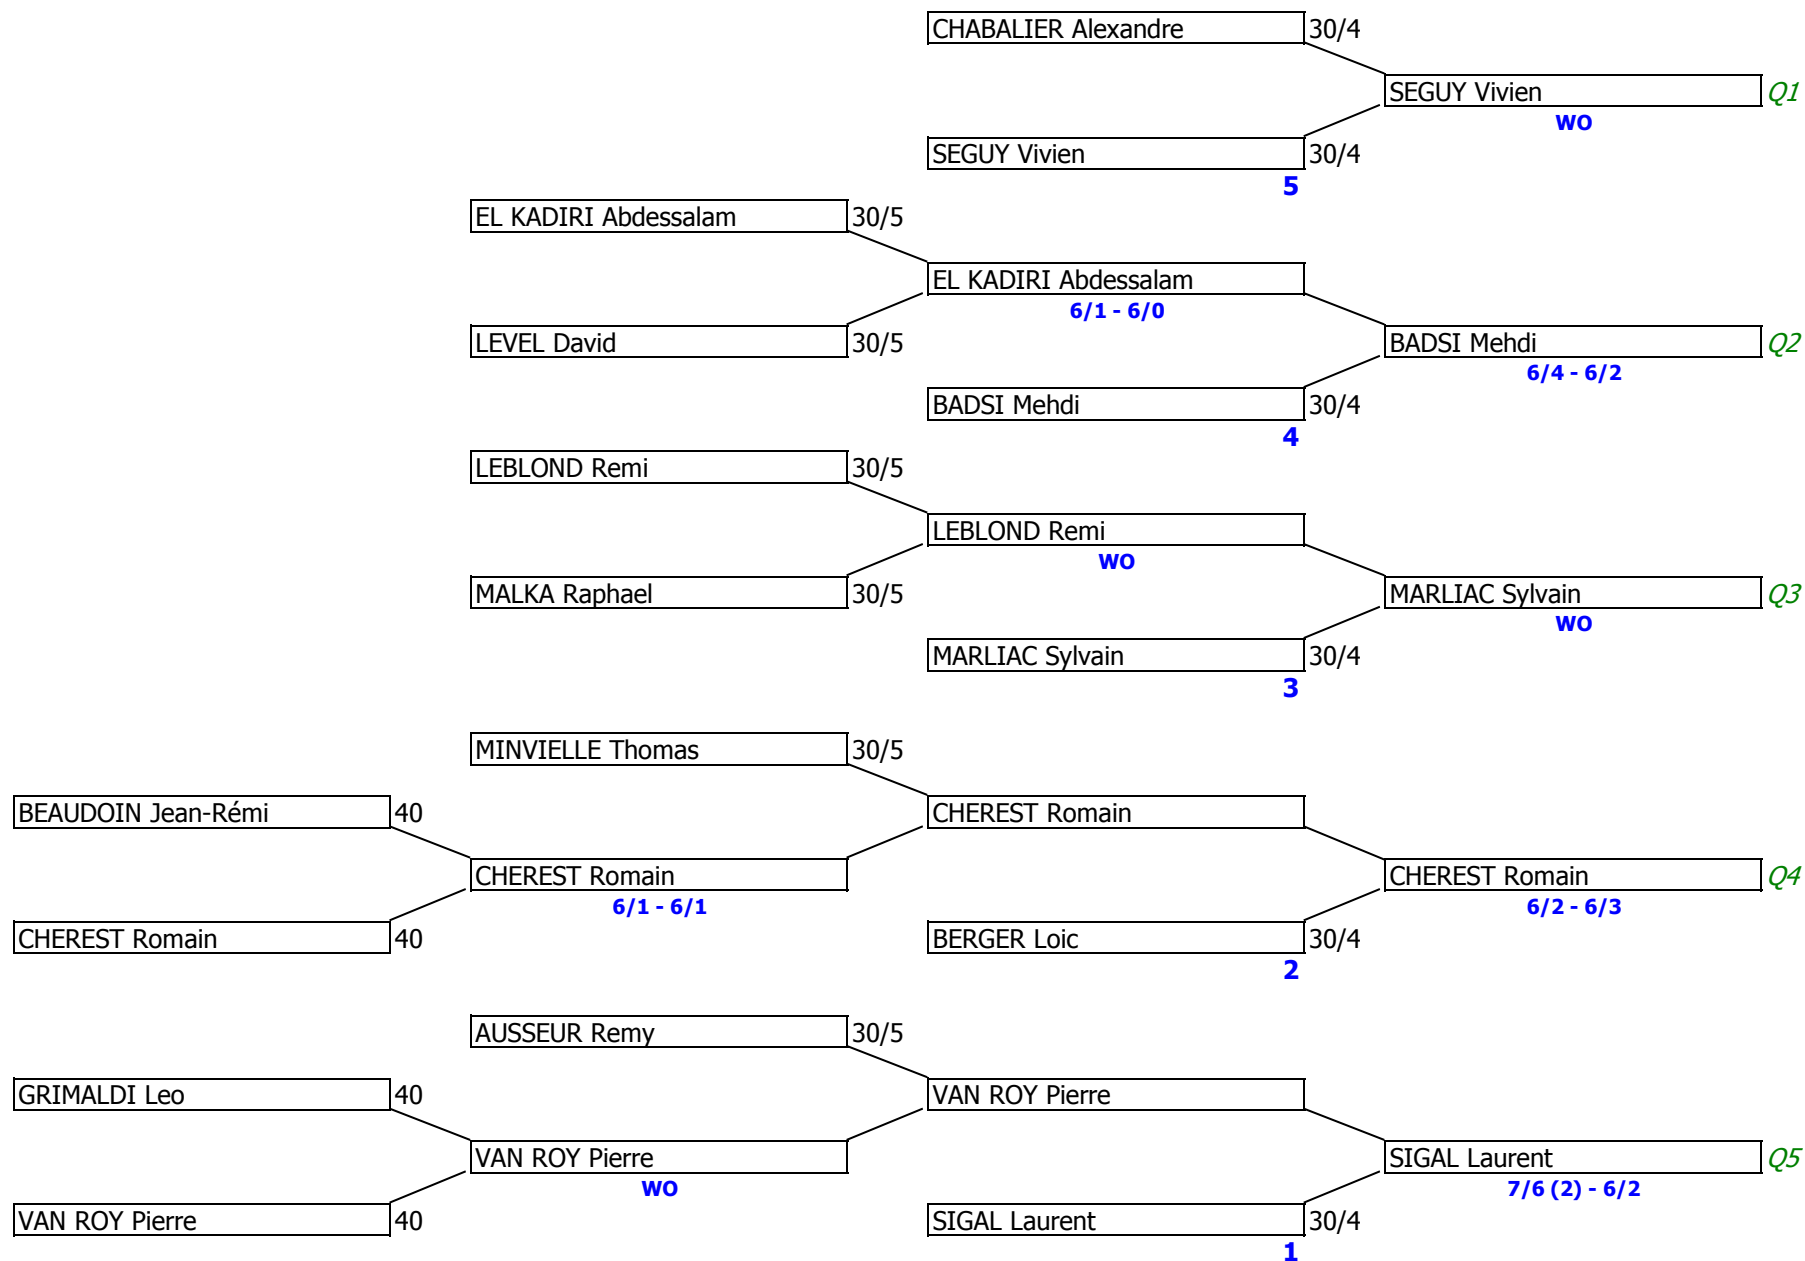 CHABALIER Alexandre 30/4
SEGUY Vivien Q1
WO
SEGUY Vivien 30/4
5
EL KADIRI Abdessalam 30/5
EL KADIRI Abdessalam
6/1 - 6/0
LEVEL David 30/5
BADSI Mehdi Q2
6/4 - 6/2
BADSI Mehdi 30/4
4
LEBLOND Remi 30/5
LEBLOND Remi
WO
MALKA Raphael 30/5
MARLIAC Sylvain Q3
WO
MARLIAC Sylvain 30/4
3
MINVIELLE Thomas 30/5
BEAUDOIN Jean-Rémi 40
CHEREST Romain
CHEREST Romain
6/1 - 6/1
CHEREST Romain Q4
6/2 - 6/3
CHEREST Romain 40
BERGER Loic 30/4
2
AUSSEUR Remy 30/5
GRIMALDI Leo 40
VAN ROY Pierre
VAN ROY Pierre
WO
SIGAL Laurent Q5
7/6 (2) - 6/2
VAN ROY Pierre 40
SIGAL Laurent 30/4
1